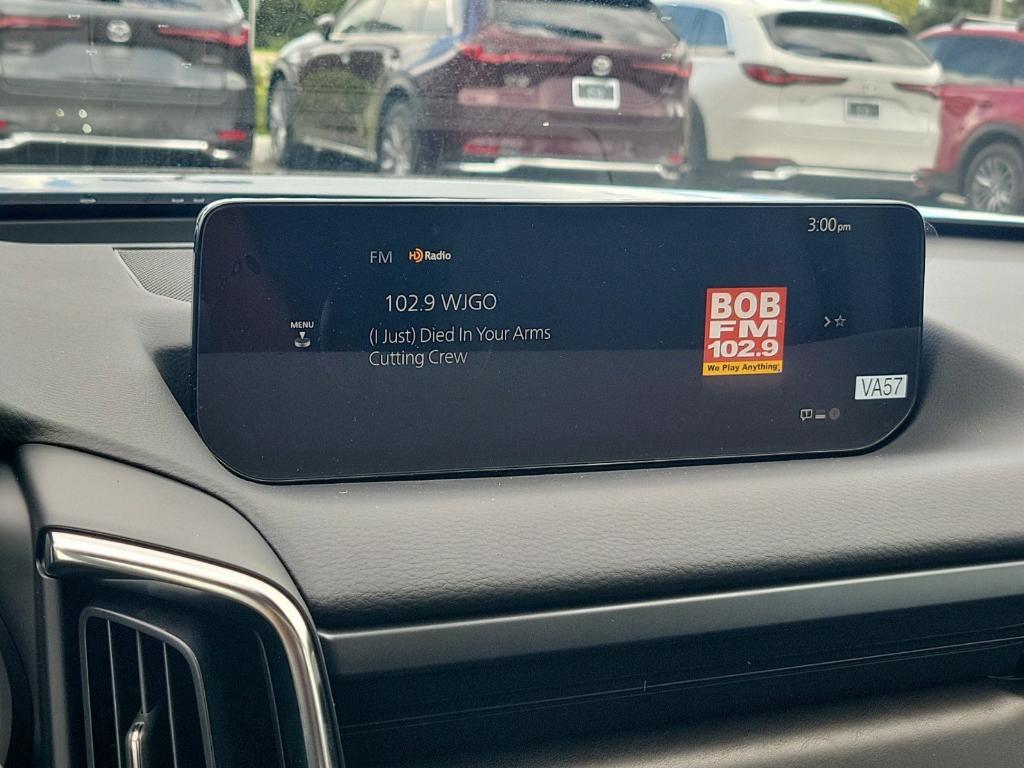 3:00pm
FM HD Radio
102.9 WJGO
(I Just) Died In Your Arms
Cutting Crew
MENU
BOB
FM
102.9
We Play Anything
VA57